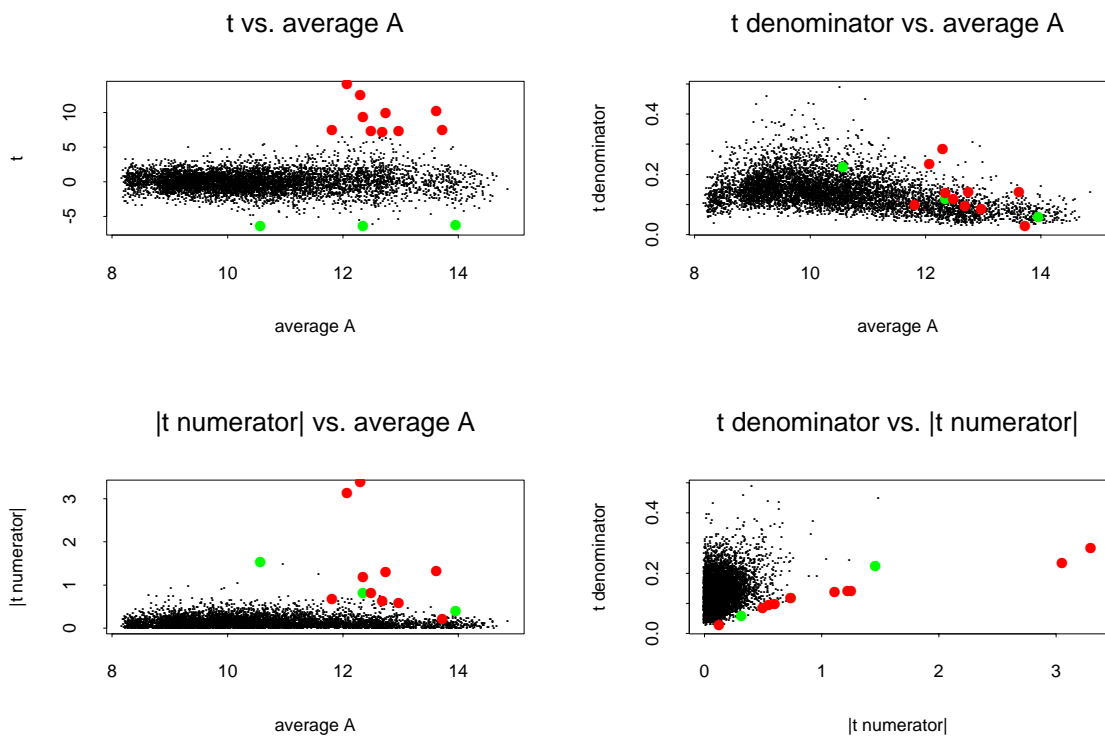 t vs. average A
t
10
5
0
-5
8 10 12 14
average A
t denominator vs. average A
t denominator
0.4
0.2
0.0
8 10 12 14
average A
|t numerator| vs. average A
|t numerator|
3
2
1
0
8 10 12 14
average A
t denominator vs. |t numerator|
t denominator
0.4
0.2
0.0
0 1 2 3
|t numerator|